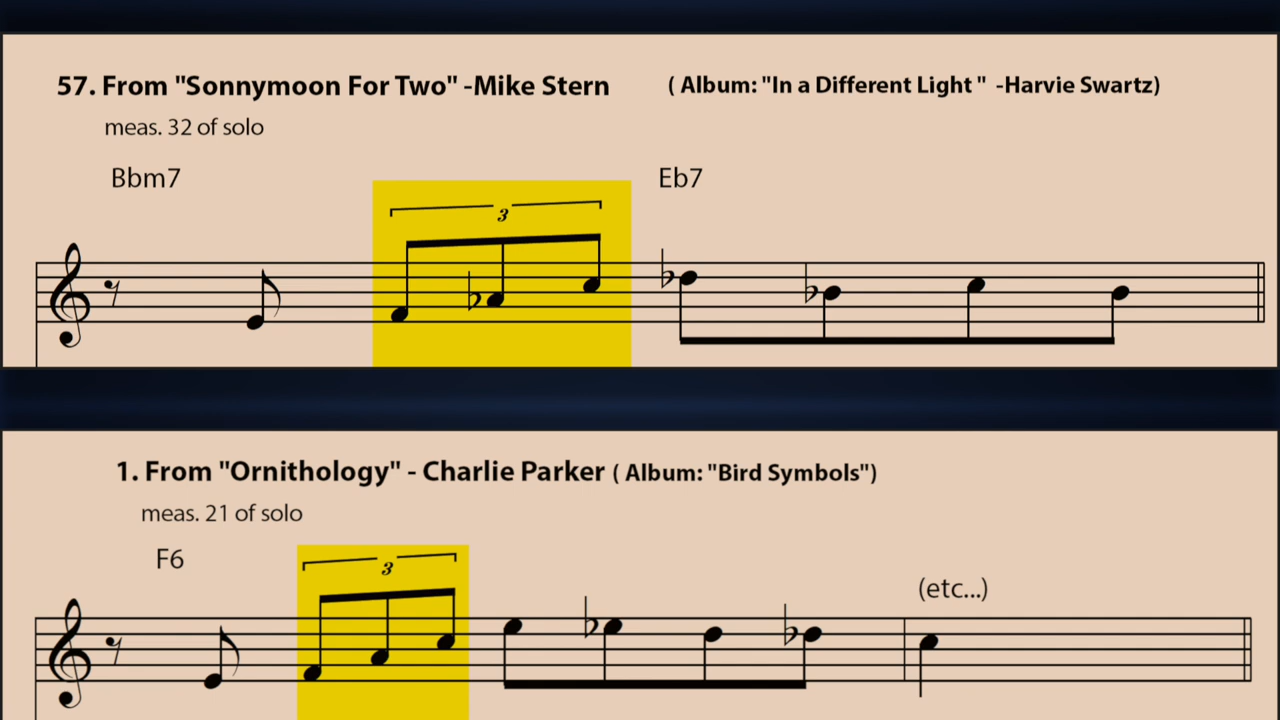 57. From "Sonnymoon For Two" -Mike Stern ( Album: "In a Different Light " -Harvie Swartz)
meas. 32 of solo
Bbm7 Eb7
3
1. From "Ornithology" - Charlie Parker ( Album: "Bird Symbols")
meas. 21 of solo
F6
3
(etc...)